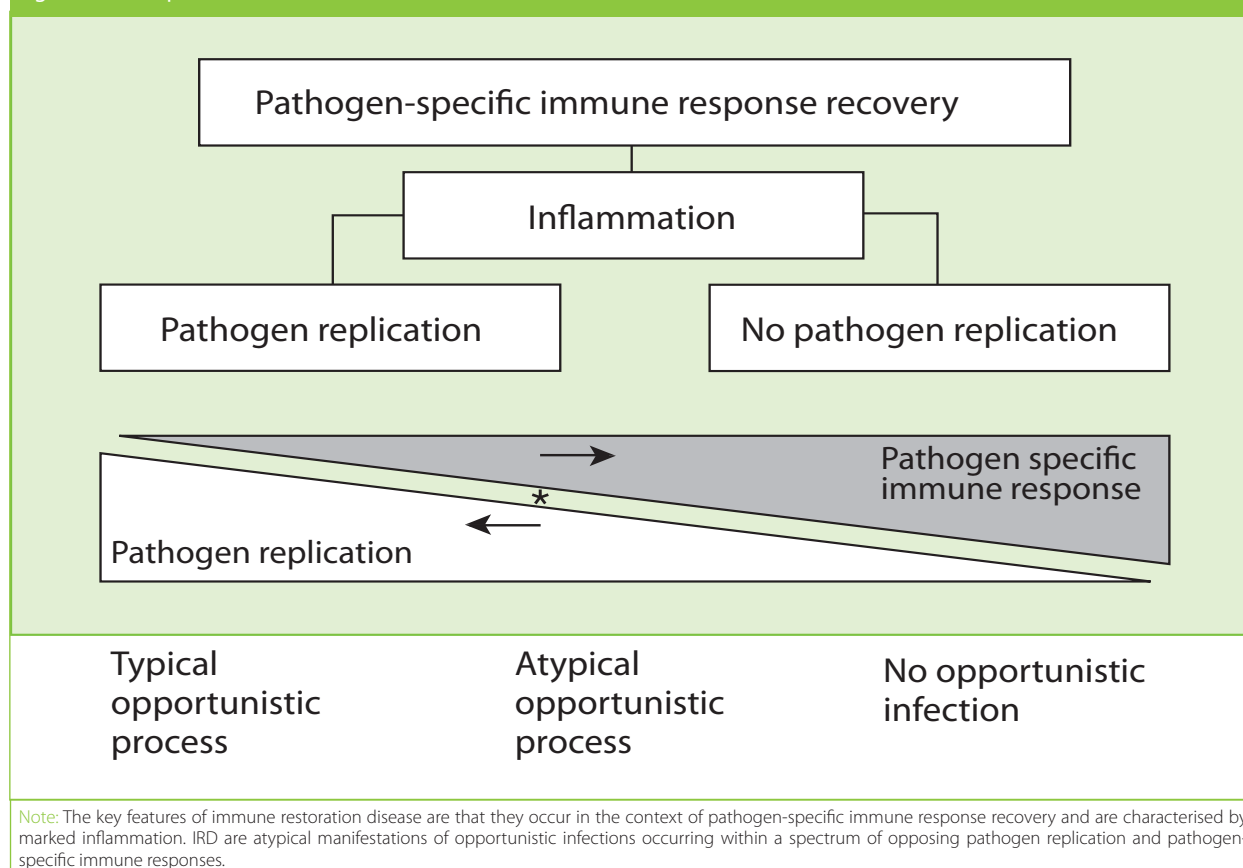 Pathogen-specific immune response recovery
Inflammation
Pathogen replication
No pathogen replication
Pathogen specific
immune response
*
Pathogen replication
Typical
opportunistic
process
Atypical
opportunistic
process
No opportunistic
infection
Note: The key features of immune restoration disease are that they occur in the context of pathogen-specific immune response recovery and are characterised by
marked inflammation. IRD are atypical manifestations of opportunistic infections occurring within a spectrum of opposing pathogen replication and pathogen-
specific immune responses.